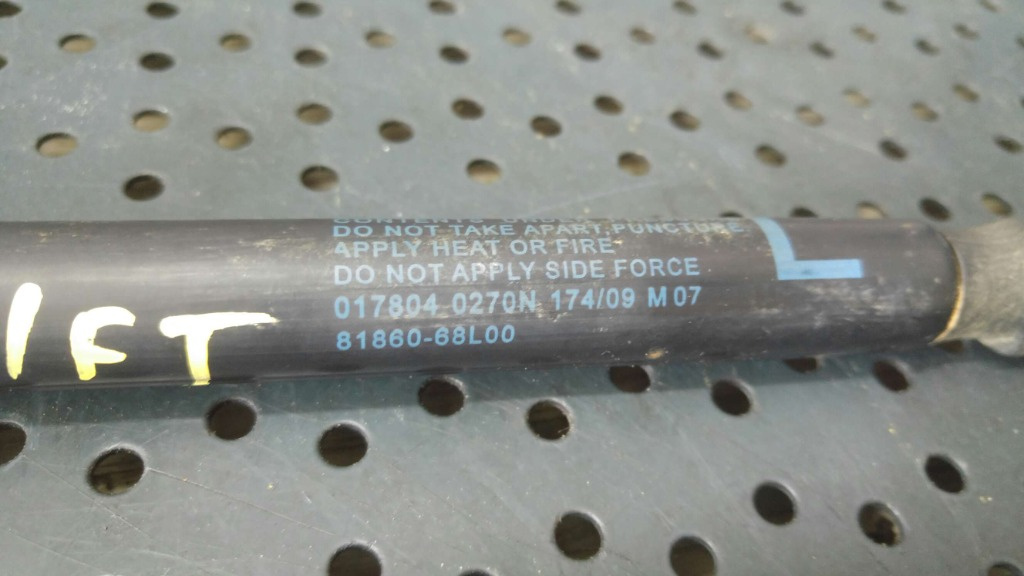 DO NOT TAKE APART, PUNCTURE
APPLY HEAT OR FIRE
DO NOT APPLY SIDE FORCE
017804 0270N 174/09 M 07
81860-68L00
L
IFT